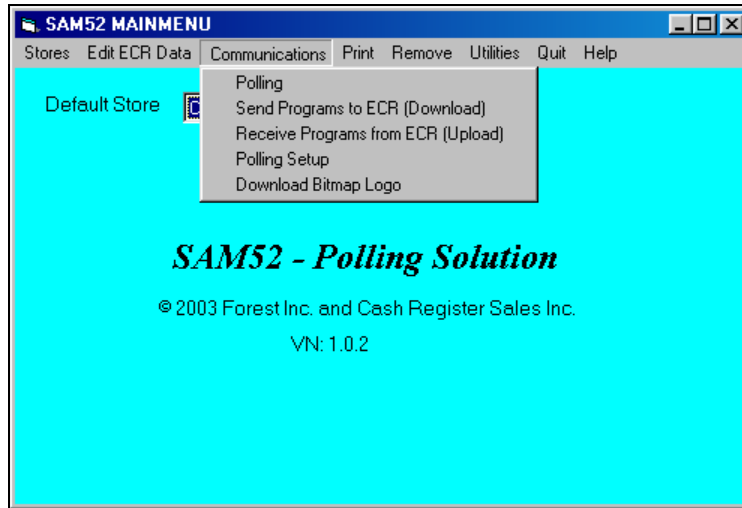 SAM52 MAINMENU
Stores Edit ECR Data Communications Print Remove Utilities Quit Help
Polling
Default Store
Send Programs to ECR (Download)
Receive Programs from ECR (Upload)
Polling Setup
Download Bitmap Logo
SAM52 - Polling Solution
© 2003 Forest Inc. and Cash Register Sales Inc.
VN: 1.0.2